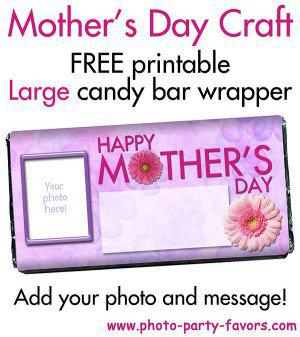 Mother's Day Craft
FREE printable
Large candy bar wrapper
Your
photo
here!
HAPPY
MOTHER'S
DAY
Add your photo and message!
www.photo-party-favors.com